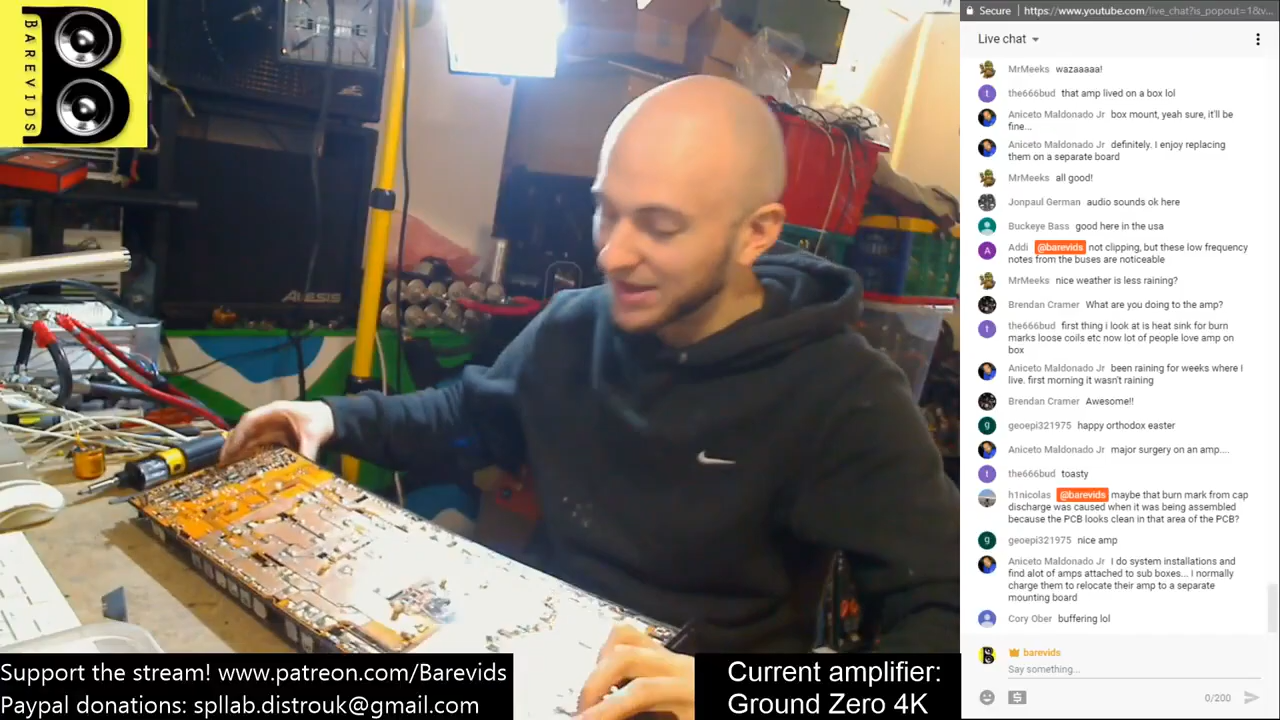 BAREVIDS
B
ALESIS
Support the stream! www.patreon.com/Barevids
Paypal donations: spllab.distrouk@gmail.com
Current amplifier:
Ground Zero 4K
Secure | https://www.youtube.com/live_chat?is_popout=1&v...
Live chat
MrMeeks wazaaaaa!
the666bud that amp lived on a box lol
Aniceto Maldonado Jr box mount, yeah sure, it'll be
fine...
Aniceto Maldonado Jr definitely. I enjoy replacing
them on a separate board
MrMeeks all good!
Jonpaul German audio sounds ok here
Buckeye Bass good here in the usa
Addi @barevids not clipping, but these low frequency
notes from the buses are noticeable
MrMeeks nice weather is less raining?
Brendan Cramer What are you doing to the amp?
the666bud first thing i look at is heat sink for burn
marks loose coils etc now lot of people love amp on
box
Aniceto Maldonado Jr been raining for weeks where I
live. first morning it wasn't raining
Brendan Cramer Awesome!!
g geoepi321975 happy orthodox easter
Aniceto Maldonado Jr major surgery on an amp....
t the666bud toasty
h1nicolas @barevids maybe that burn mark from cap
discharge was caused when it was being assembled
because the PCB looks clean in that area of the PCB?
g geoepi321975 nice amp
Aniceto Maldonado Jr I do system installations and
find alot of amps attached to sub boxes... i normally
charge them to relocate their amp to a separate
mounting board
Cory Ober buffering lol
barevids
Say something...
0/200